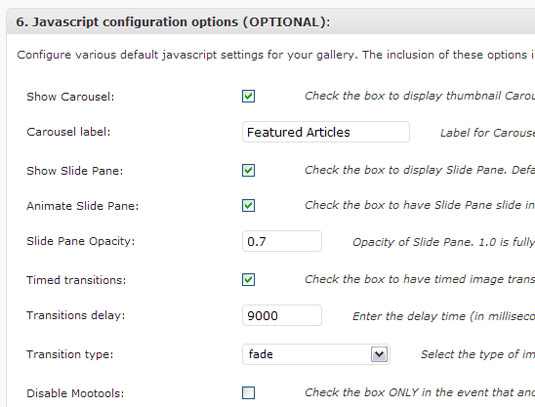 6. Javascript configuration options (OPTIONAL):
Configure various default javascript settings for your gallery. The inclusion of these options i
Show Carousel: Check the box to display thumbnail Carou
Carousel label: Featured Articles Label for Carouse
Show Slide Pane: Check the box to display Slide Pane. Defa
Animate Slide Pane: Check the box to have Slide Pane slide in
Slide Pane Opacity: 0.7 Opacity of Slide Pane. 1.0 is fully
Timed transitions: Check the box to have timed image trans
Transitions delay: 9000 Enter the delay time (in milliseco
Transition type: fade Select the type of im
Disable Mootools: Check the box ONLY in the event that ano